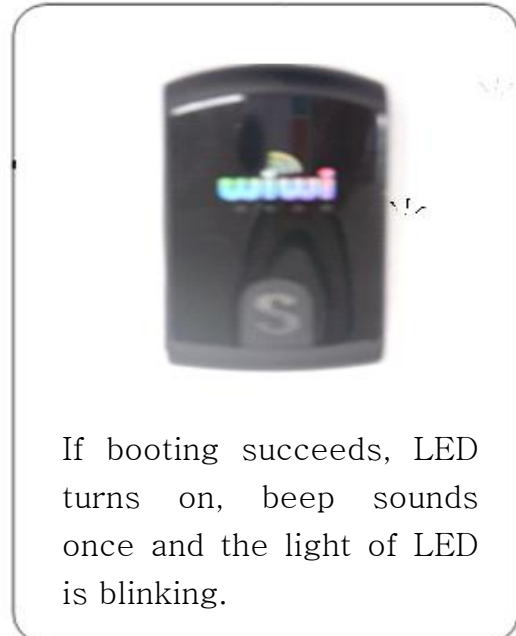 wiwi
S
If booting succeeds, LED
turns on, beep sounds
once and the light of LED
is blinking.